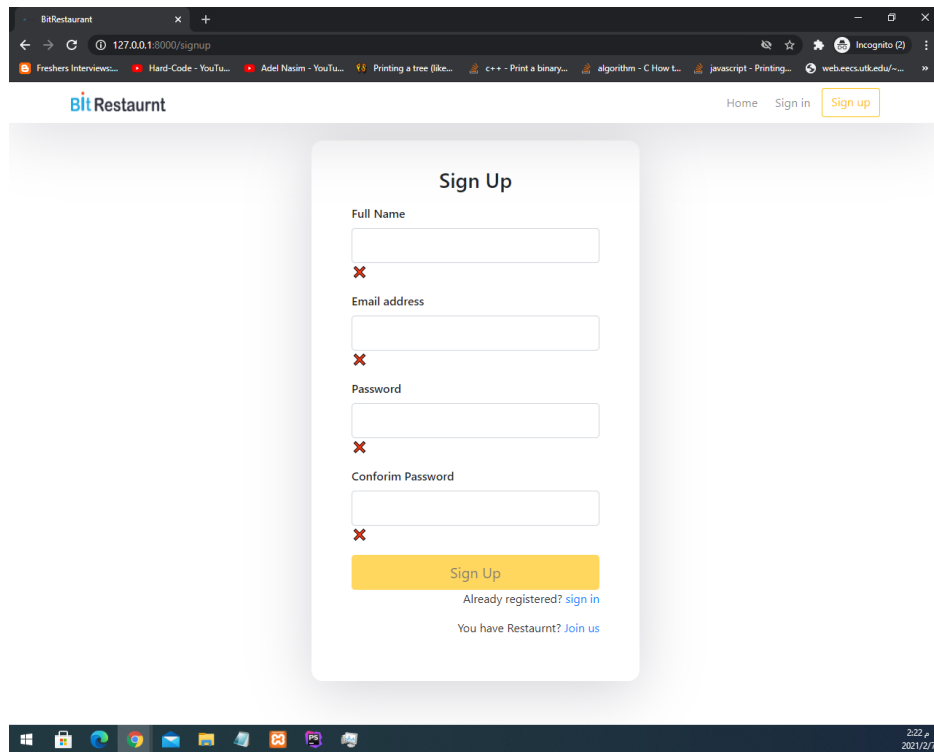 BitRestaurant
127.0.0.1:8000/signup
Incognito (2)
Freshers Interviews:... Hard-Code - YouTu... Adel Nasim - YouTu... Printing a tree (like... c++ - Print a binary... algorithm - C How t... javascript - Printing... web.eecs.utk.edu/~... »
Bit Restaurnt
Home Sign in Sign up
Sign Up
Full Name
Email address
Password
Conforim Password
Sign Up
Already registered? sign in
You have Restaurnt? Join us
PS
2:22 م
2021/2/7